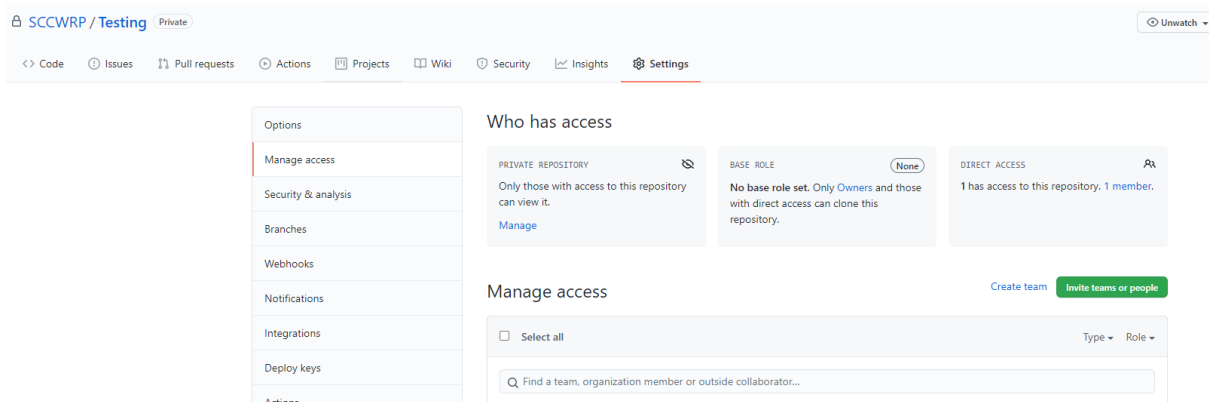 SCCWRP / Testing Private
Unwatch
Code Issues Pull requests Actions Projects Wiki Security Insights Settings
Options
Manage access
Security & analysis
Branches
Webhooks
Notifications
Integrations
Deploy keys
Who has access
PRIVATE REPOSITORY
Only those with access to this repository
can view it.
Manage
BASE ROLE None
No base role set. Only Owners and those
with direct access can clone this
repository.
DIRECT ACCESS
1 has access to this repository. 1 member.
Manage access
Create team Invite teams or people
Select all Type Role
Find a team, organization member or outside collaborator...